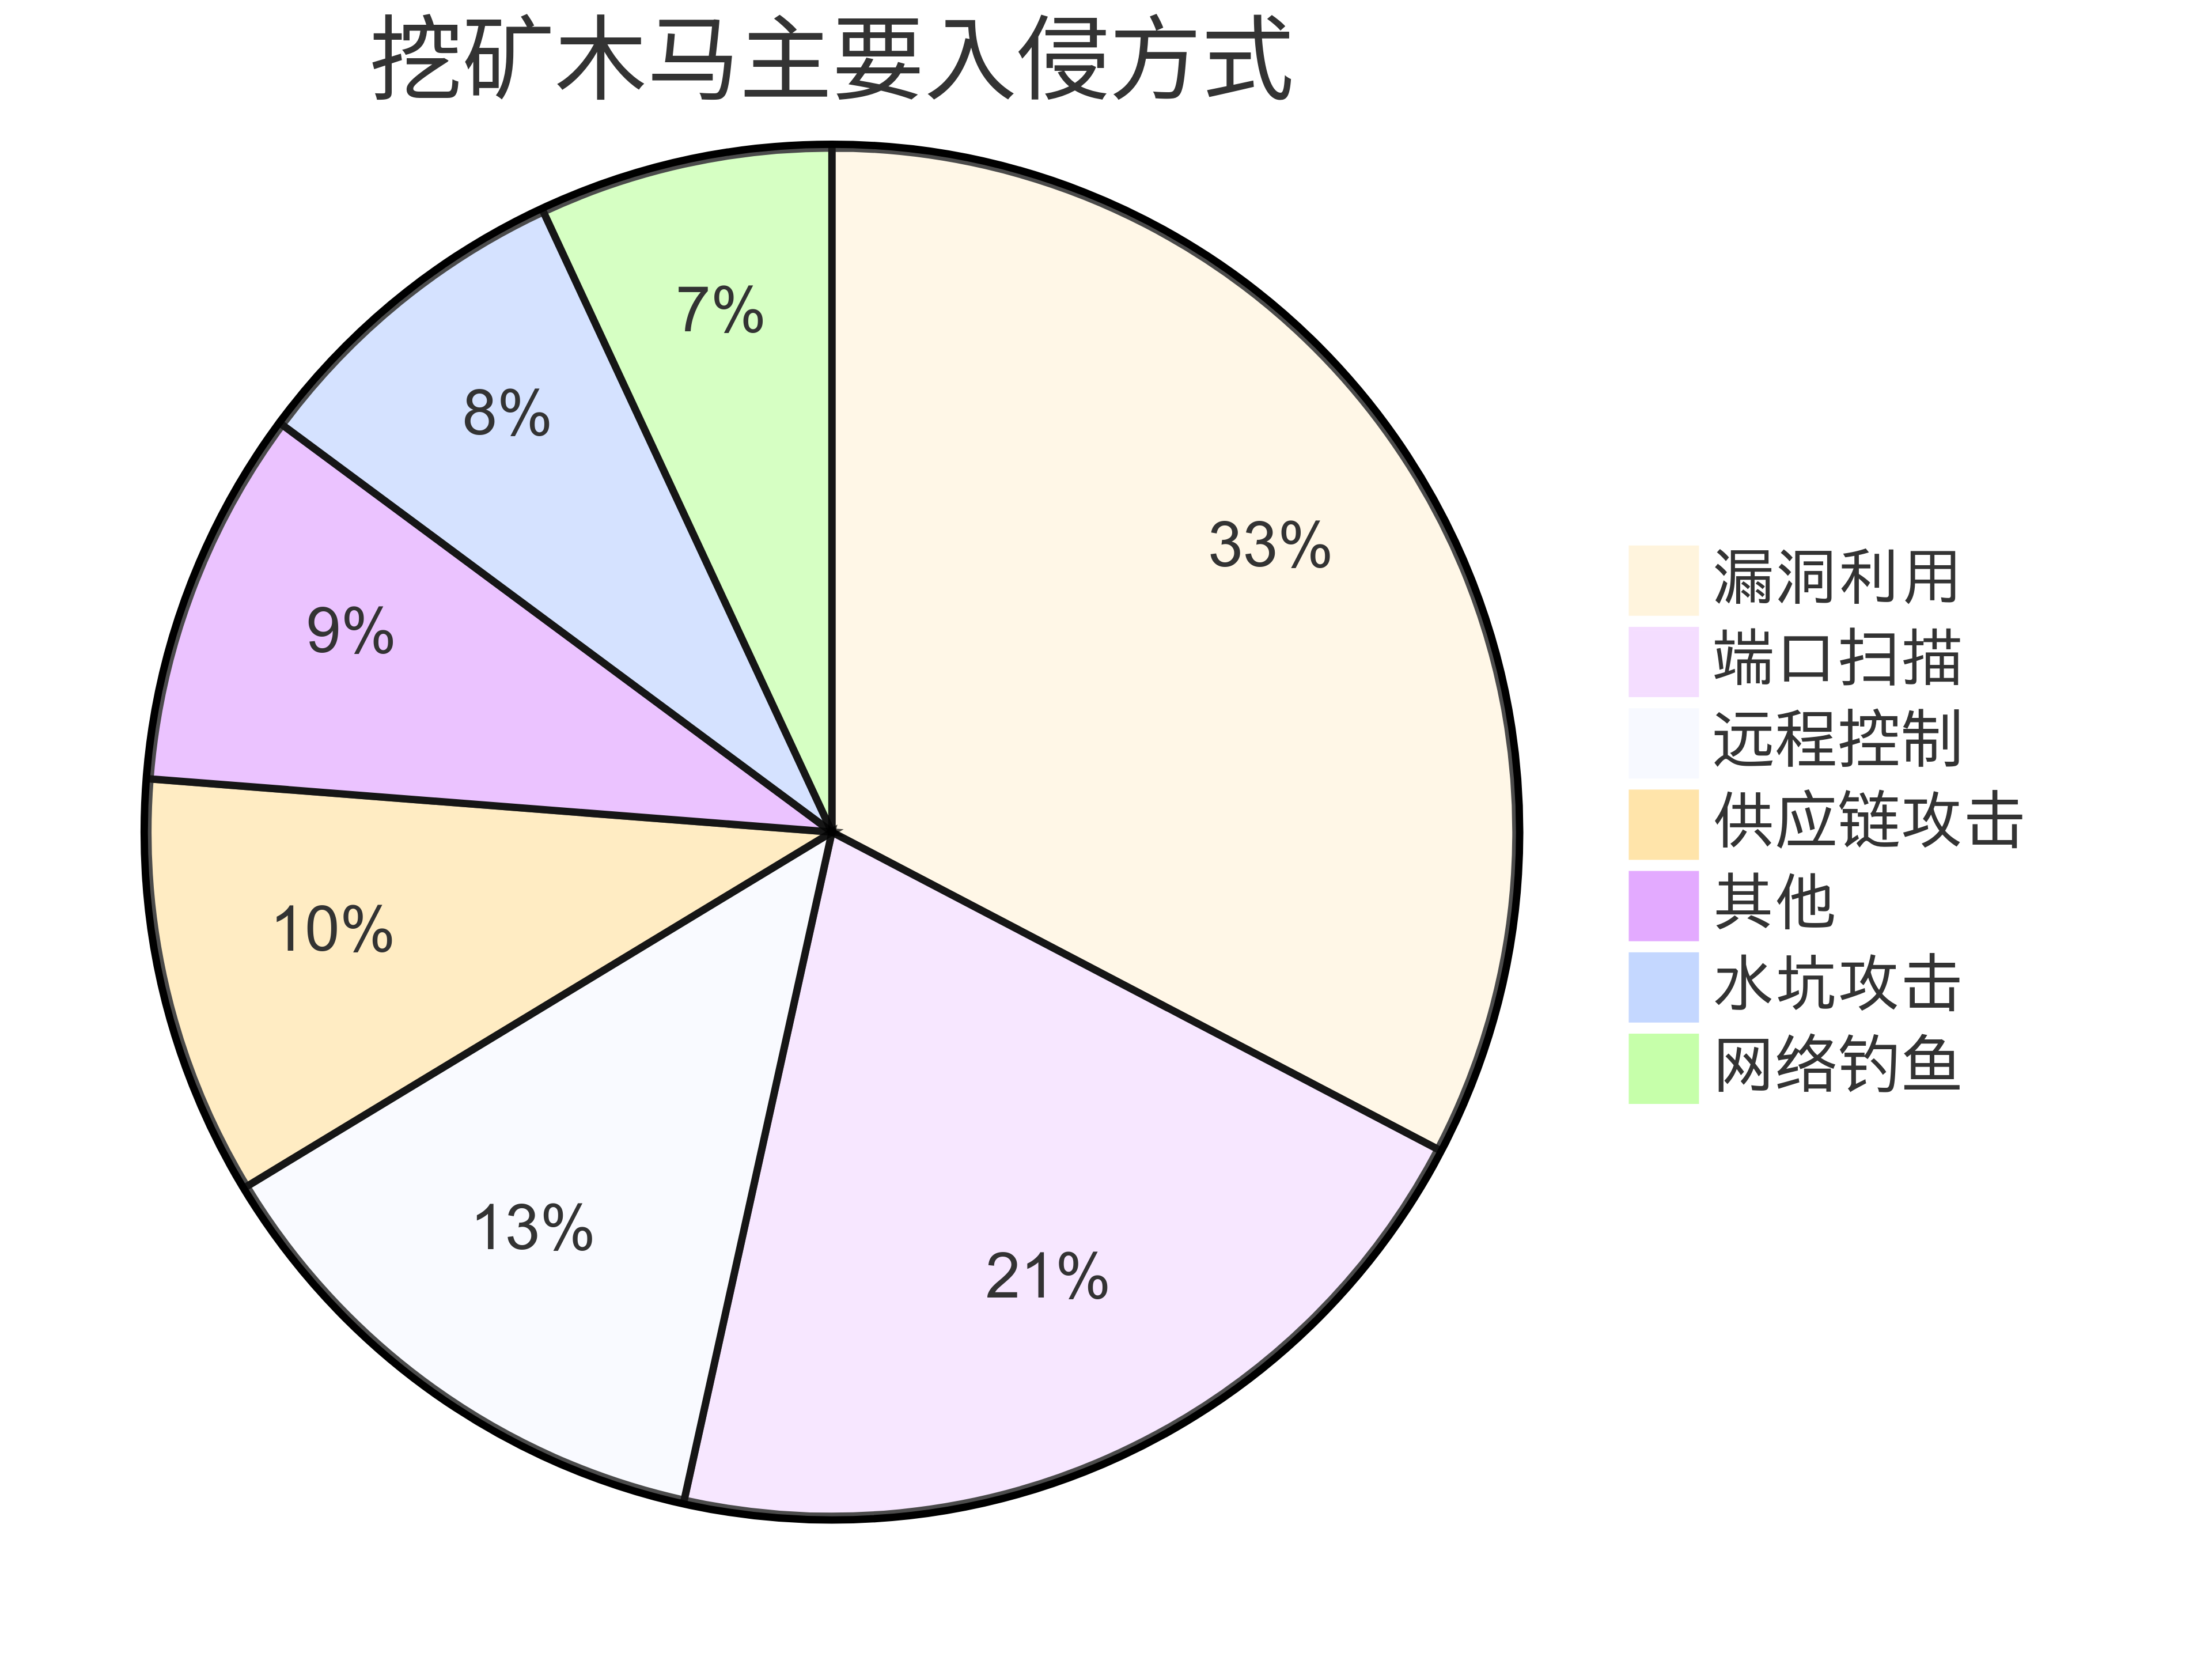 挖矿木马主要入侵方式
7%
8%
33%
9%
10%
13%
21%
漏洞利用
端口扫描
远程控制
供应链攻击
其他
水坑攻击
网络钓鱼